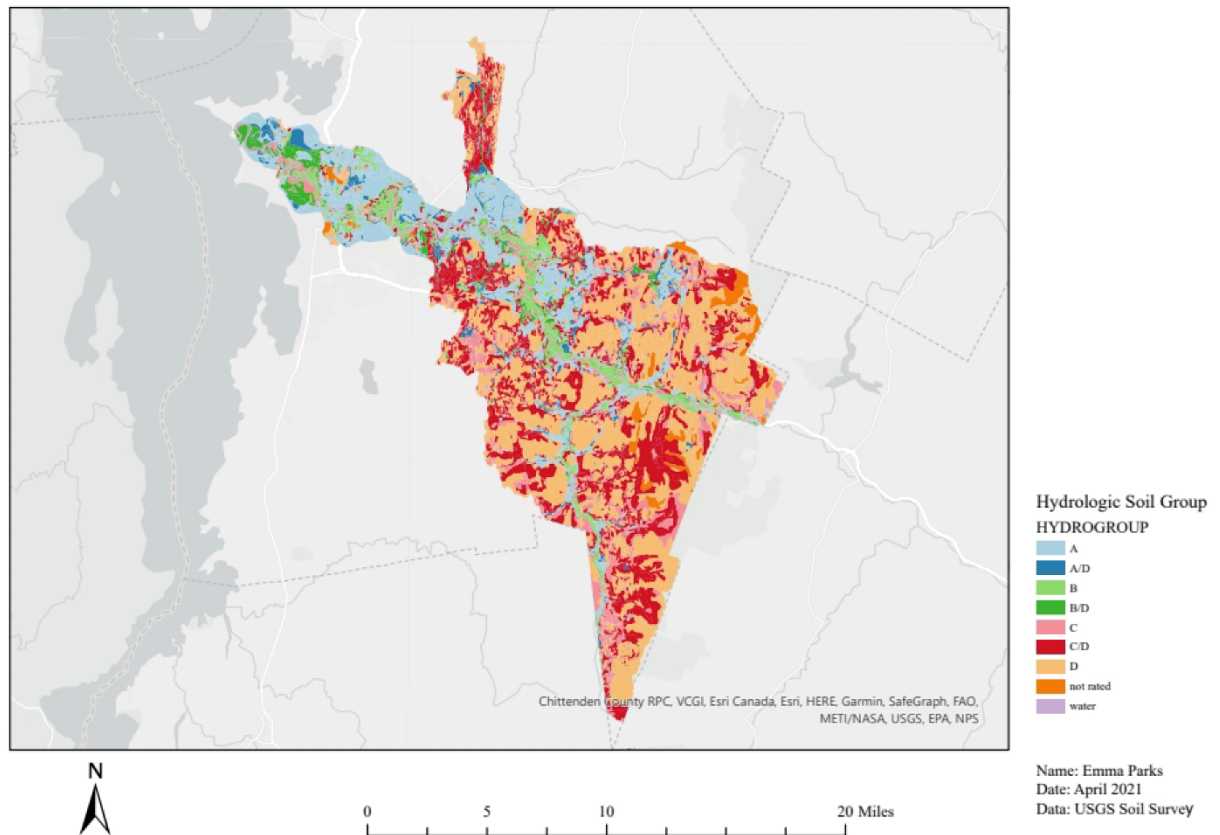 Chittenden County RPC, VCGI, Esri Canada, Esri, HERE, Garmin, SafeGraph, FAO,
METI/NASA, USGS, EPA, NPS
Hydrologic Soil Group
HYDROGROUP
A
A/D
B
B/D
C
C/D
D
not rated
water
Name: Emma Parks
Date: April 2021
Data: USGS Soil Survey
N
0 5 10 20 Miles